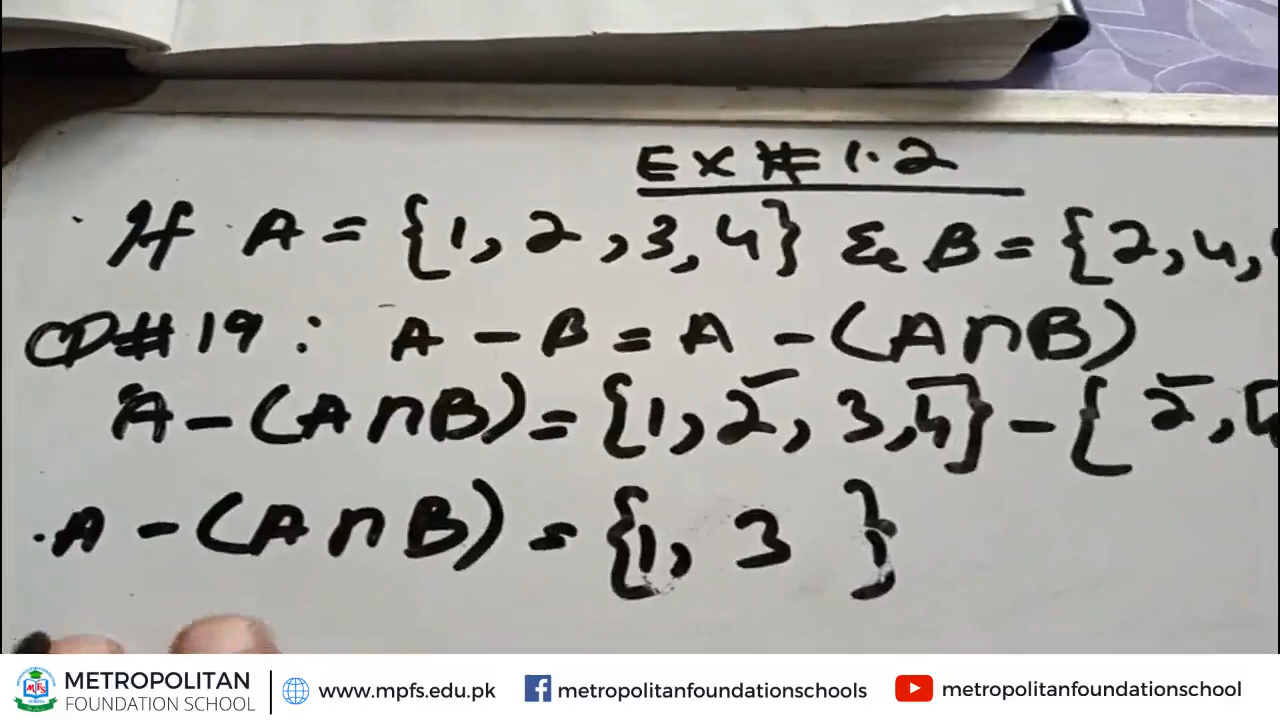 Ex # 1.2
If A = {1, 2, 3, 4} & B = {2, 4,
Q # 19 : A - B = A - (A∩B)
A - (A∩B) = {1, 2, 3, 4} - {2,
A - (A∩B) = {1, 3 }
METROPOLITAN
FOUNDATION SCHOOL
www.mpfs.edu.pk
metropolitanfoundationschools
metropolitanfoundationschool